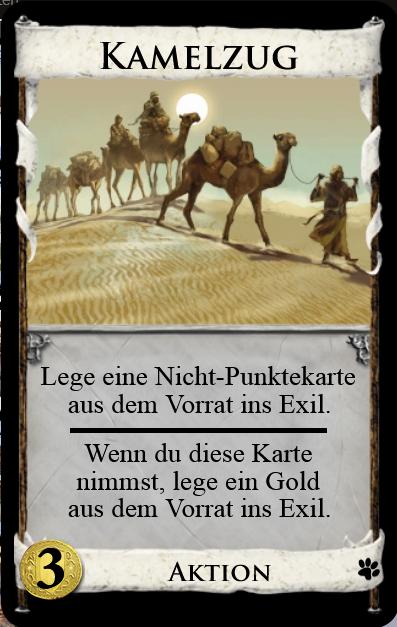 KAMELZUG
Lege eine Nicht-Punktekarte
aus dem Vorrat ins Exil.
Wenn du diese Karte
nimmst, lege ein Gold
aus dem Vorrat ins Exil.
3
AKTION